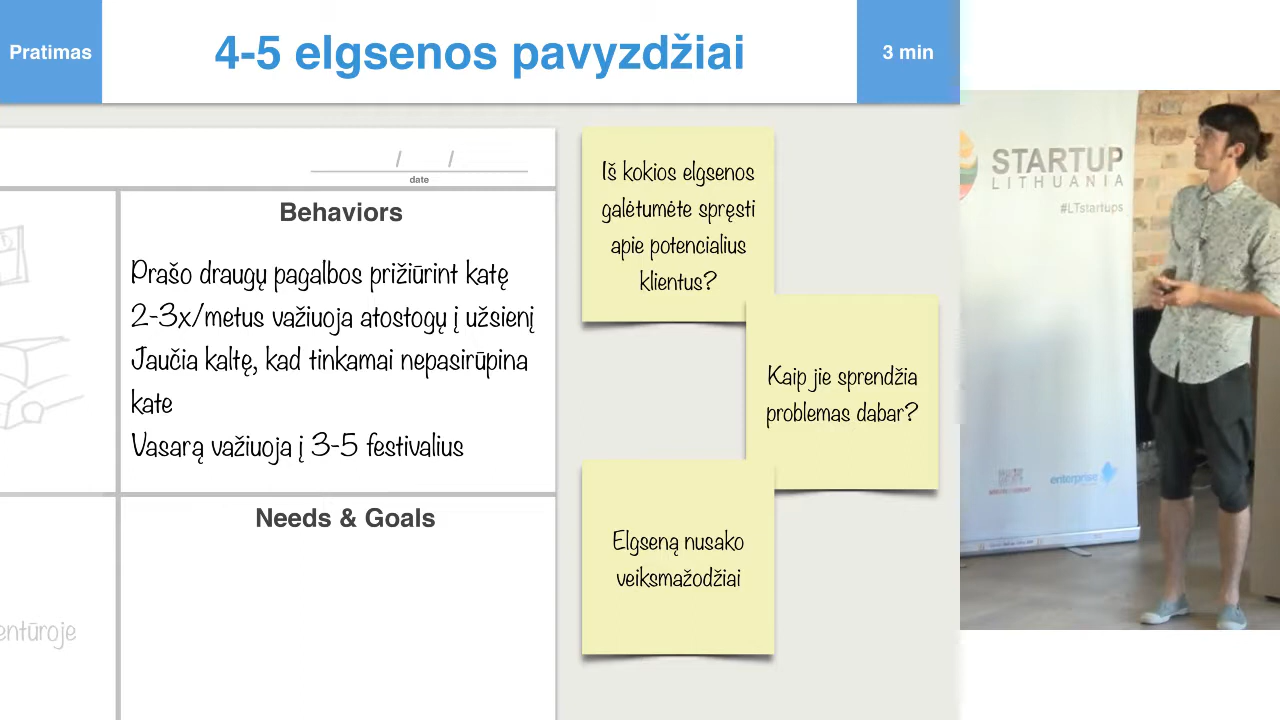 Pratimas
4-5 elgsenos pavyzdžiai
3 min
/ /
date
Behaviors
Prašo draugų pagalbos prižiūrint katę
2-3x/metus važiuoja atostogų į užsienį
Jaučia kaltę, kad tinkamai nepasirūpina
kate
Vasarą važiuoja į 3-5 festivalius
Needs & Goals
entūroje
Iš kokios elgsenos
galėtumėte spręsti
apie potencialius
klientus?
Kaip jie sprendžia
problemas dabar?
Elgseną nusako
veiksmažodžiai
STARTUP
LITHUANIA
#LTstartups
enterprise